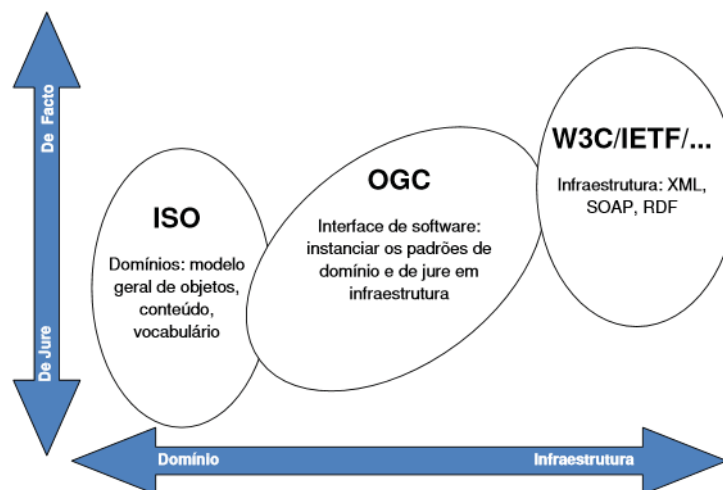 De Facto
De Jure
ISO
Domínios: modelo
geral de objetos,
conteúdo,
vocabulário
OGC
Interface de software:
instanciar os padrões de
domínio e de jure em
infraestrutura
W3C/IETF/...
Infraestrutura: XML,
SOAP, RDF
Domínio
Infraestrutura